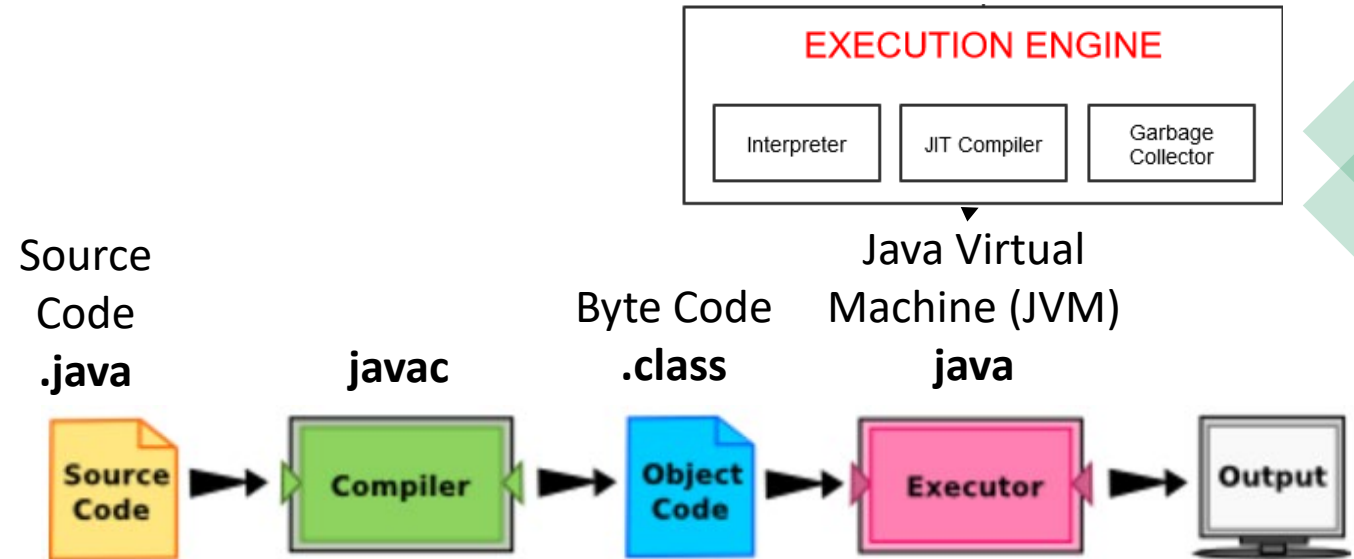 EXECUTION ENGINE
Interpreter
JIT Compiler
Garbage
Collector
Source
Code
.java
javac
Byte Code
.class
Java Virtual
Machine (JVM)
java
Source
Code
Compiler
Object
Code
Executor
Output